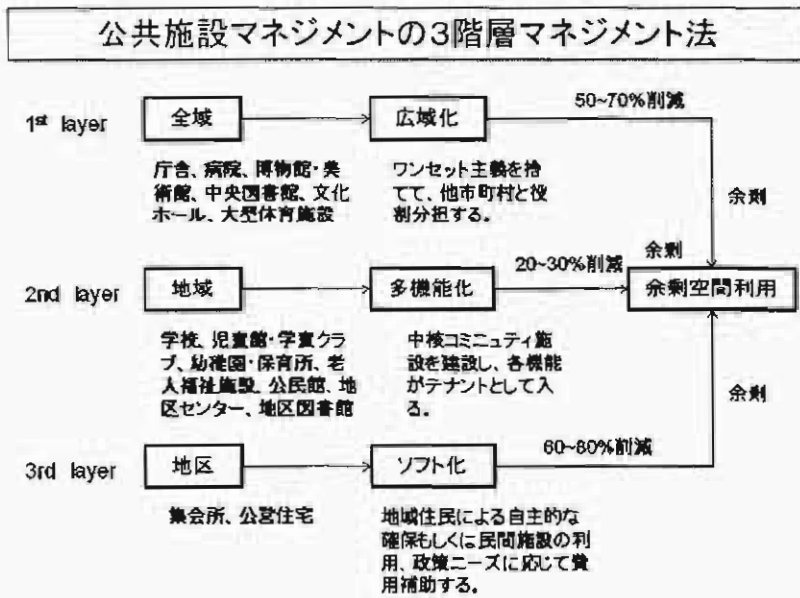 公共施設マネジメントの3階層マネジメント法
50~70%削減
1st layer
全域
広域化
庁舎、病院、博物館・美
術館、中央図書館、文化
ホール、大型体育施設
ワンセット主義を捨
てて、他市町村と役
割分担する。
余剰
余剰
20~30%削減
2nd layer
地域
多機能化
余剰空間利用
学校、児童館・学童クラ
ブ、幼稚園・保育所、老
人福祉施設、公民館、地
区センター、地区図書館
中核コミニュティ施
設を建設し、各機能
がテナントとして入
る。
余剰
60~80%削減
3rd layer
地区
ソフト化
集会所、公営住宅
地域住民による自主的な
確保もしくは民間施設の利
用、政策ニーズに応じて費
用補助する。